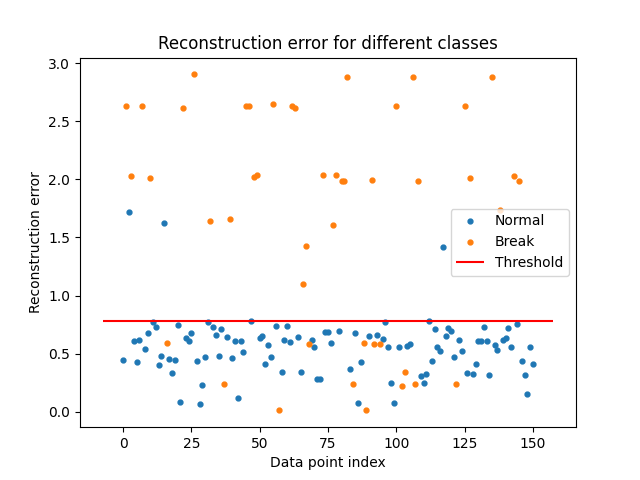 Reconstruction error for different classes
Reconstruction error
3.0
2.5
2.0
1.5
1.0
0.5
0.0
Normal
Break
Threshold
0 25 50 75 100 125 150
Data point index